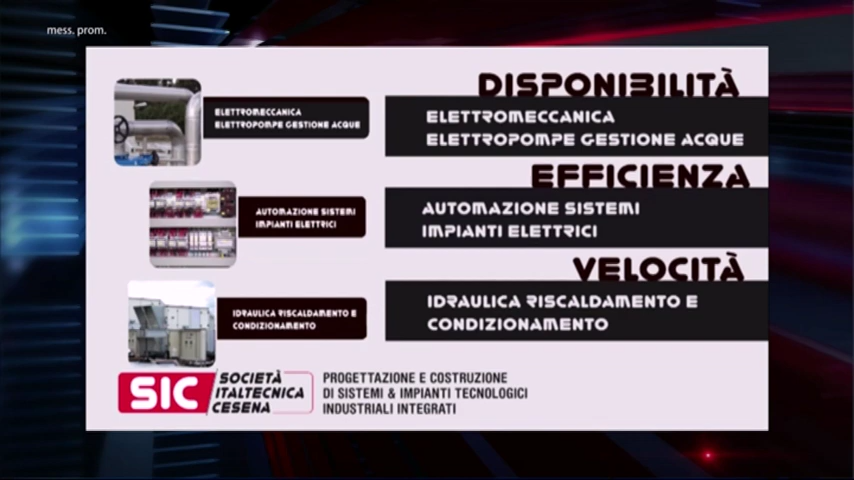 mess. prom.
DISPONIBILITÀ
ELETTROMECCANICA
ELETTROPOMPE GESTIONE ACQUE
ELETTROMECCANICA
ELETTROPOMPE GESTIONE ACQUE
EFFICIENZA
AUTOMAZIONE SISTEMI
IMPIANTI ELETTRICI
AUTOMAZIONE SISTEMI
IMPIANTI ELETTRICI
VELOCITÀ
IDRAULICA RISCALDAMENTO E
CONDIZIONAMENTO
IDRAULICA RISCALDAMENTO E
CONDIZIONAMENTO
SIC
SOCIETÀ
ITALTECNICA
CESENA
PROGETTAZIONE E COSTRUZIONE
DI SISTEMI & IMPIANTI TECNOLOGICI
INDUSTRIALI INTEGRATI